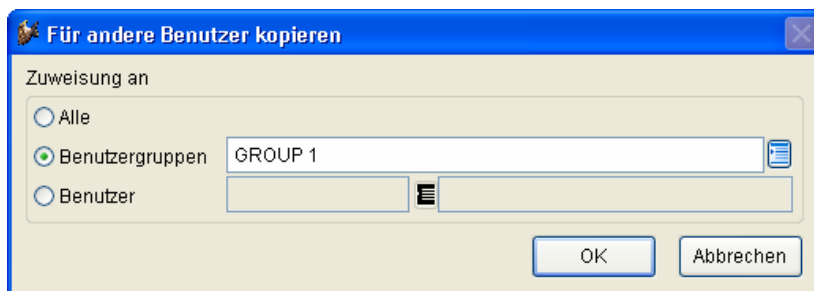 Für andere Benutzer kopieren
Zuweisung an
Alle
Benutzergruppen GROUP 1
Benutzer
OK Abbrechen